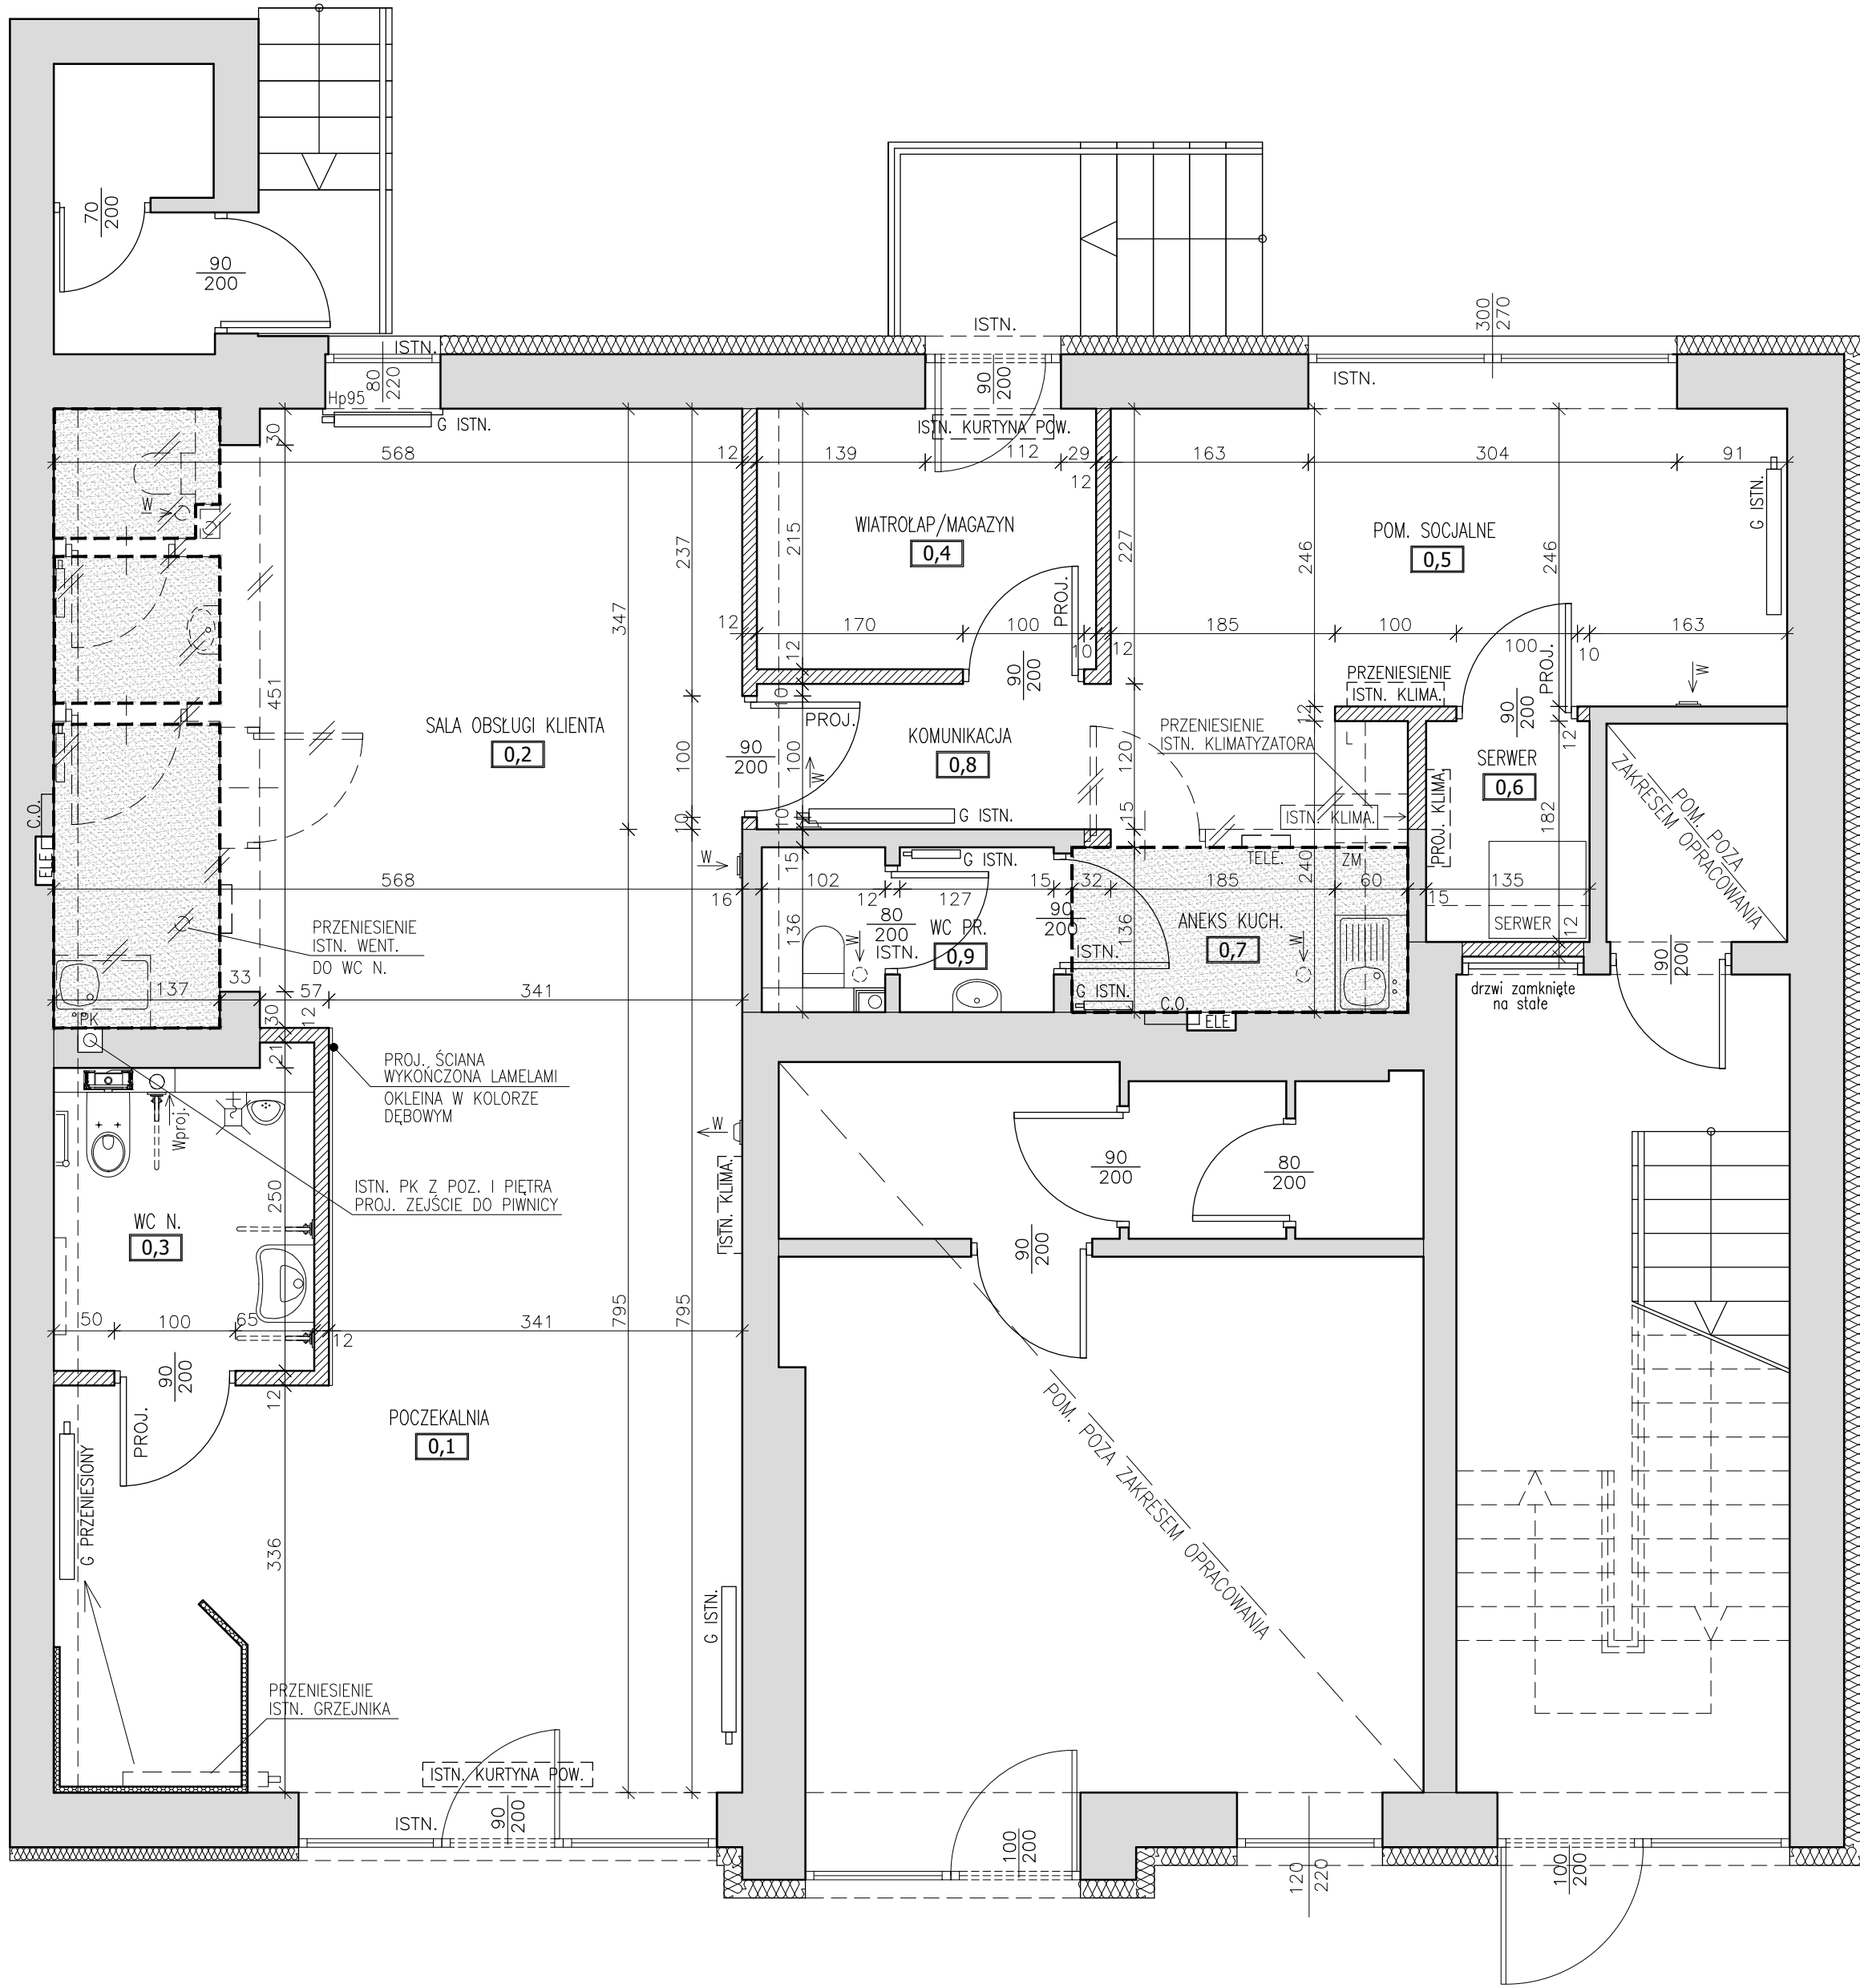 70
200
90
200
ISTN.
80
220
Hp95
G ISTN.
ISTN.
90
200
ISTN. KURTYNA POW.
300
270
ISTN.
30
568
12
139
112
29
12
163
304
91
G ISTN.
W
WIATROŁAP/MAGAZYN
0,4
POM. SOCJALNE
0,5
215
237
227
246
246
347
451
12
170
100
10
12
185
100
100
10
163
PROJ.
90
200
12
10
PRZENIESIENIE
ISTN. KLIMA.
PROJ.
90
200
W
12
12
SALA OBSŁUGI KLIENTA
0,2
PROJ.
90
200
100
100
W
KOMUNIKACJA
0,8
PRZENIESIENIE
ISTN. KLIMATYZATORA
120
L
SERWER
0,6
POM. POZA
ZAKRESEM OPRACOWANIA
C.O.
ELE
10
10
G ISTN.
15
ISTN. KLIMA.
PROJ. KLIMA.
182
W
15
G ISTN.
TELE.
ZM
240
568
16
102
12
127
15
32
185
60
15
135
136
80
200
ISTN.
W
WC PR.
0,9
90
200
ISTN.
136
ANEKS KUCH.
0,7
W
SERWER
12
PRZENIESIENIE
ISTN. WENT.
DO WC N.
90
200
drzwi zamknięte
na stałe
137
33
57
341
G ISTN.
C.O.
ELE
PK
30
12
21
PROJ. ŚCIANA
WYKOŃCZONA LAMELAMI
OKLEINA W KOLORZE
DĘBOWYM
Wproj.
W
ISTN. KLIMA.
90
200
80
200
ISTN. PK Z POZ. I PIĘTRA
PROJ. ZEJŚCIE DO PIWNICY
250
WC N.
0,3
90
200
50
100
65
12
341
795
795
90
200
12
PROJ.
POCZEKALNIA
0,1
G PRZENIESIONY
336
POM. POZA ZAKRESEM OPRACOWANIA
G ISTN.
PRZENIESIENIE
ISTN. GRZEJNIKA
ISTN. KURTYNA POW.
ISTN.
90
200
100
200
120
220
100
200